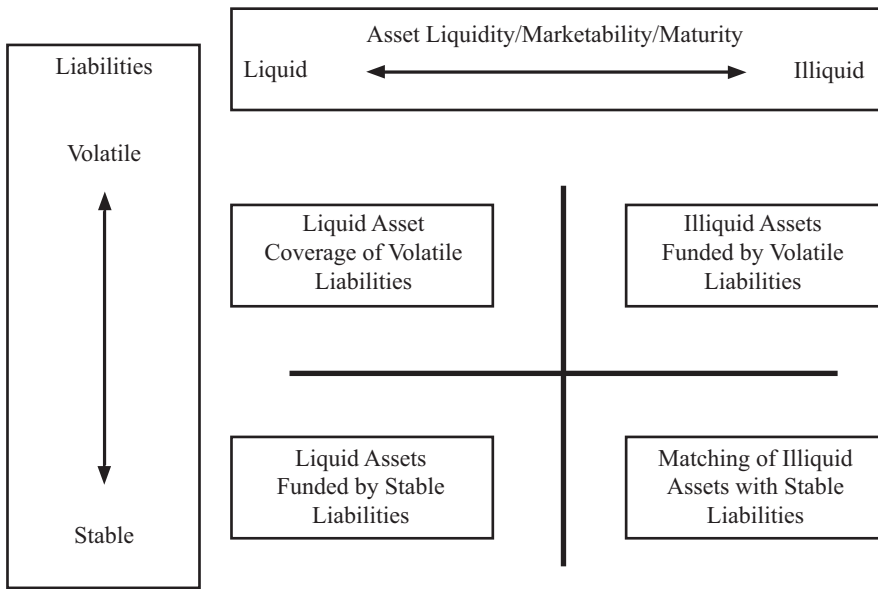 Asset Liquidity/Marketability/Maturity
Liquid
Illiquid
Liabilities
Volatile
Stable
Liquid Asset
Coverage of Volatile
Liabilities
Illiquid Assets
Funded by Volatile
Liabilities
Liquid Assets
Funded by Stable
Liabilities
Matching of Illiquid
Assets with Stable
Liabilities